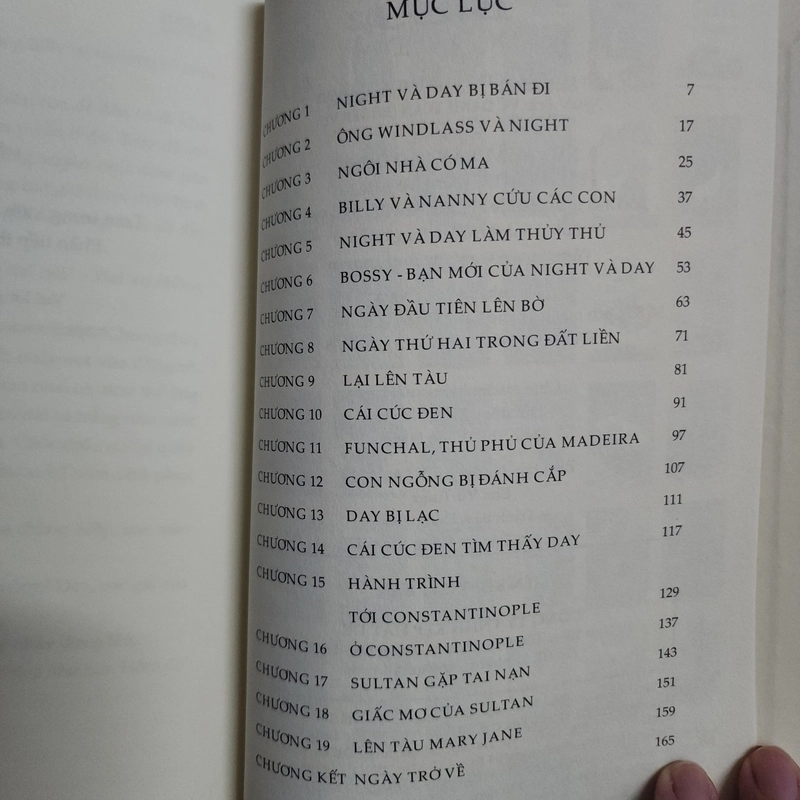 MỤC LỤC
CHƯƠNG 1 NIGHT VÀ DAY BỊ BÁN ĐI 7
CHƯƠNG 2 ÔNG WINDLASS VÀ NIGHT 17
CHƯƠNG 3 NGÔI NHÀ CÓ MA 25
CHƯƠNG 4 BILLY VÀ NANNY CỨU CÁC CON 37
CHƯƠNG 5 NIGHT VÀ DAY LÀM THỦY THỦ 45
CHƯƠNG 6 BOSSY - BẠN MỚI CỦA NIGHT VÀ DAY 53
CHƯƠNG 7 NGÀY ĐẦU TIÊN LÊN BỜ 63
CHƯƠNG 8 NGÀY THỨ HAI TRONG ĐẤT LIỀN 71
CHƯƠNG 9 LẠI LÊN TÀU 81
CHƯƠNG 10 CÁI CÚC ĐEN 91
CHƯƠNG 11 FUNCHAL, THỦ PHỦ CỦA MADEIRA 97
CHƯƠNG 12 CON NGỖNG BỊ ĐÁNH CẮP 107
CHƯƠNG 13 DAY BỊ LẠC 111
CHƯƠNG 14 CÁI CÚC ĐEN TÌM THẤY DAY 117
CHƯƠNG 15 HÀNH TRÌNH
TỚI CONSTANTINOPLE 129
CHƯƠNG 16 Ở CONSTANTINOPLE 137
CHƯƠNG 17 SULTAN GẶP TAI NẠN 143
CHƯƠNG 18 GIẤC MƠ CỦA SULTAN 151
CHƯƠNG 19 LÊN TÀU MARY JANE 159
CHƯƠNG KẾT NGÀY TRỞ VỀ 165